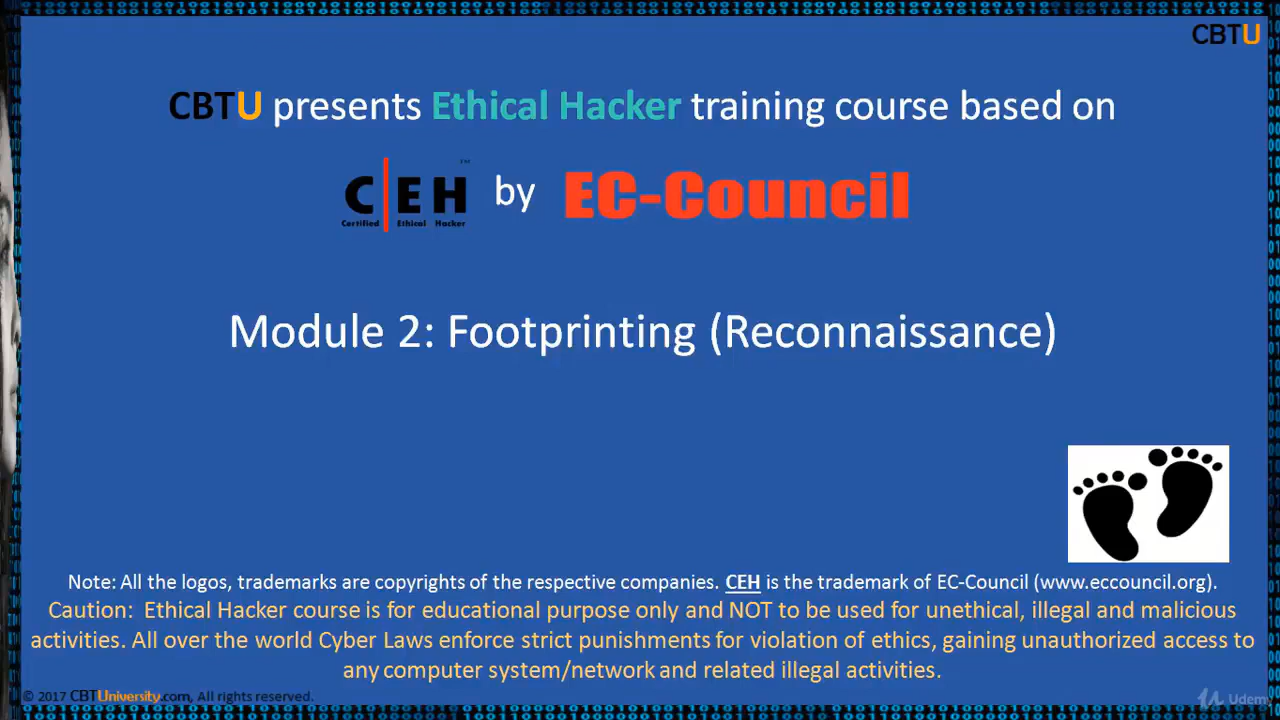 CBTU
CBTU presents Ethical Hacker training course based on
C|EH™ by EC-Council
Certified Ethical Hacker
Module 2: Footprinting (Reconnaissance)
Note: All the logos, trademarks are copyrights of the respective companies. CEH is the trademark of EC-Council (www.eccouncil.org).
Caution: Ethical Hacker course is for educational purpose only and NOT to be used for unethical, illegal and malicious
activities. All over the world Cyber Laws enforce strict punishments for violation of ethics, gaining unauthorized access to
any computer system/network and related illegal activities.
© 2017 CBTUniversity.com, All rights reserved.
Udemy